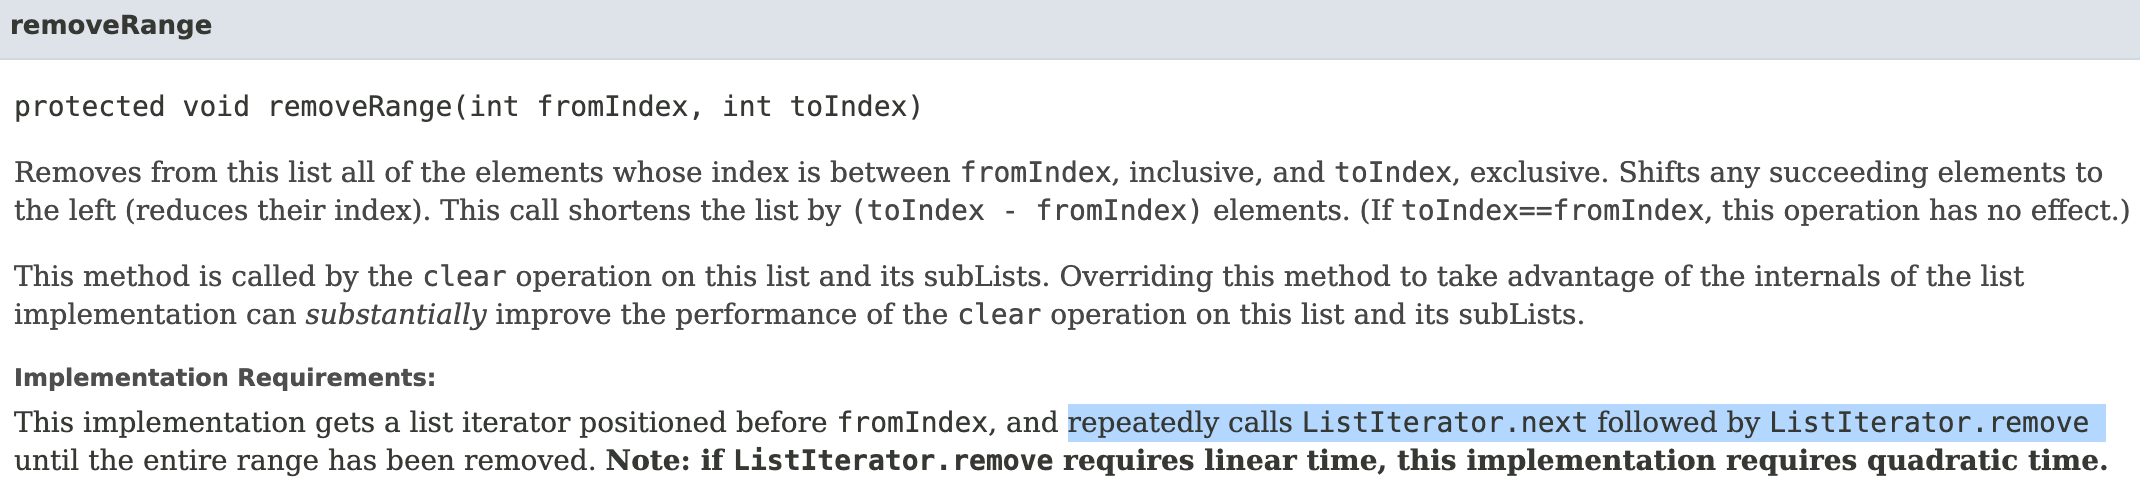 removeRange
protected void removeRange(int fromIndex, int toIndex)
Removes from this list all of the elements whose index is between fromIndex, inclusive, and toIndex, exclusive. Shifts any succeeding elements to
the left (reduces their index). This call shortens the list by (toIndex - fromIndex) elements. (If toIndex==fromIndex, this operation has no effect.)
This method is called by the clear operation on this list and its subLists. Overriding this method to take advantage of the internals of the list
implementation can substantially improve the performance of the clear operation on this list and its subLists.
Implementation Requirements:
This implementation gets a list iterator positioned before fromIndex, and repeatedly calls ListIterator.next followed by ListIterator.remove
until the entire range has been removed. Note: if ListIterator.remove requires linear time, this implementation requires quadratic time.